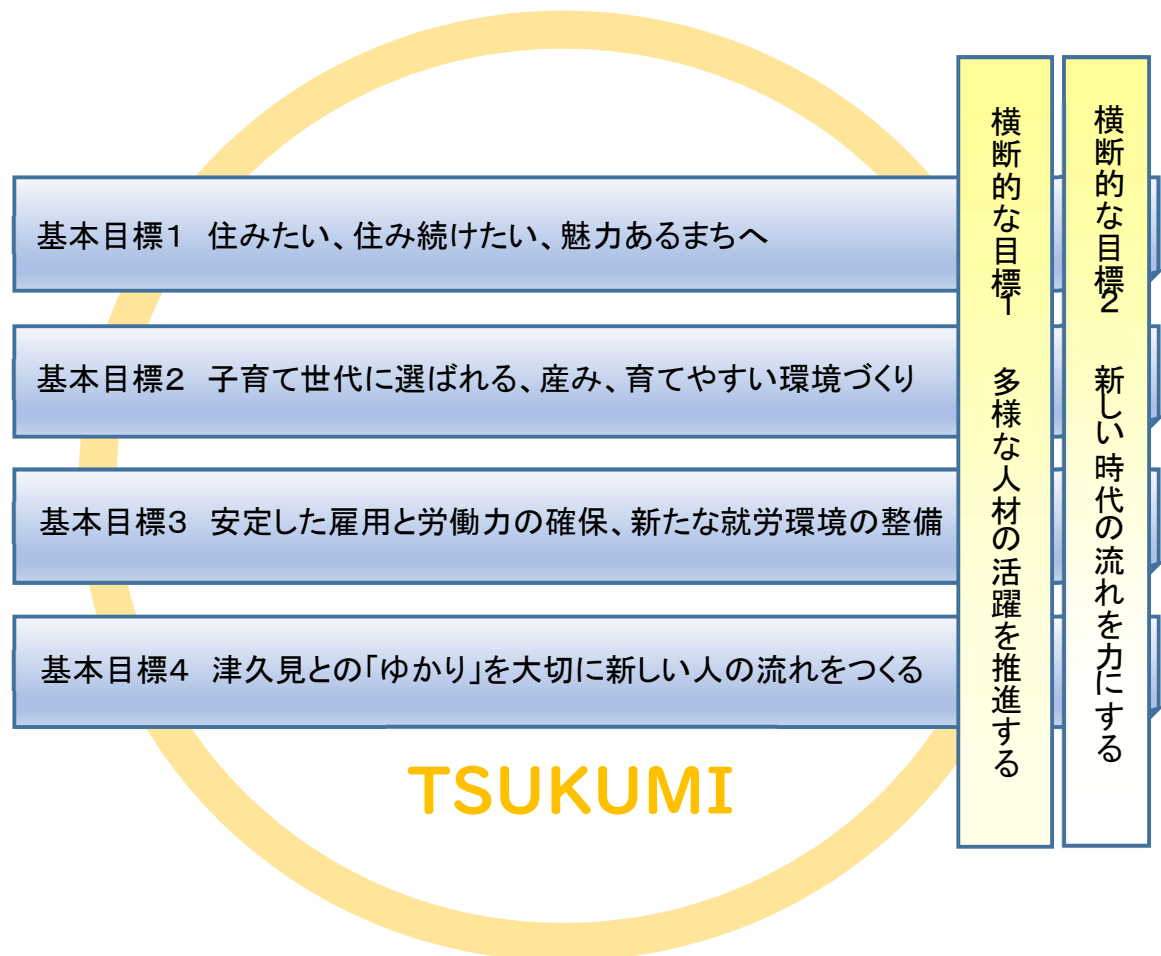 基本目標１　住みたい、住み続けたい、魅力あるまちへ
基本目標２　子育て世代に選ばれる、産み、育てやすい環境づくり
基本目標３　安定した雇用と労働力の確保、新たな就労環境の整備
基本目標４　津久見との「ゆかり」を大切に新しい人の流れをつくる
横断的な目標１　多様な人材の活躍を推進する
横断的な目標２　新しい時代の流れを力にする
TSUKUMI